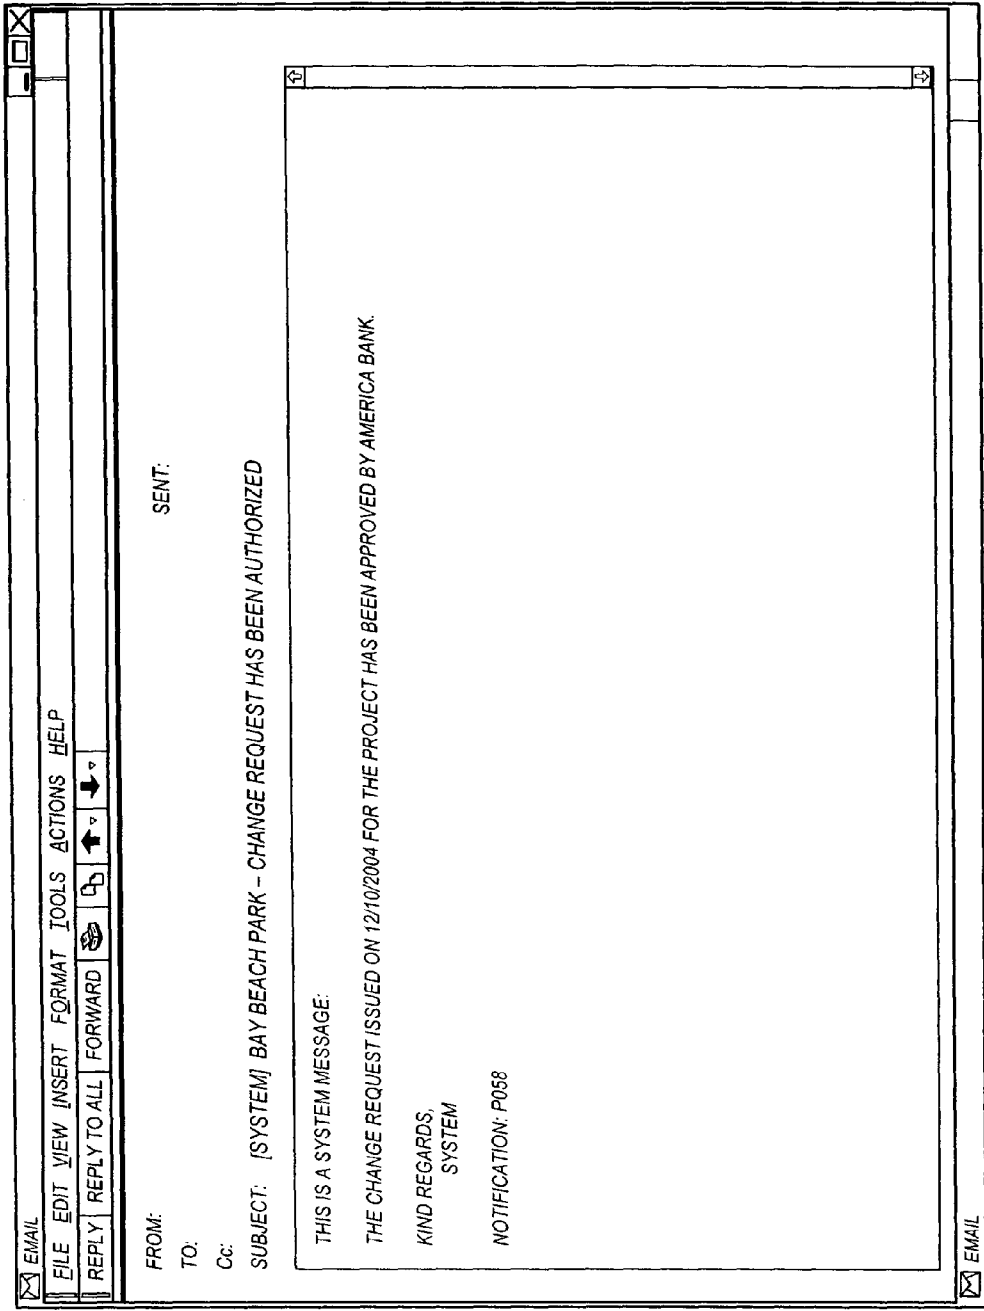 EMAIL
FILE EDIT VIEW INSERT FORMAT TOOLS ACTIONS HELP
REPLY REPLY TO ALL FORWARD
FROM: SENT:
TO:
Cc:
SUBJECT: [SYSTEM] BAY BEACH PARK – CHANGE REQUEST HAS BEEN AUTHORIZED
THIS IS A SYSTEM MESSAGE:
THE CHANGE REQUEST ISSUED ON 12/10/2004 FOR THE PROJECT HAS BEEN APPROVED BY AMERICA BANK.
KIND REGARDS,
SYSTEM
NOTIFICATION: P058
EMAIL